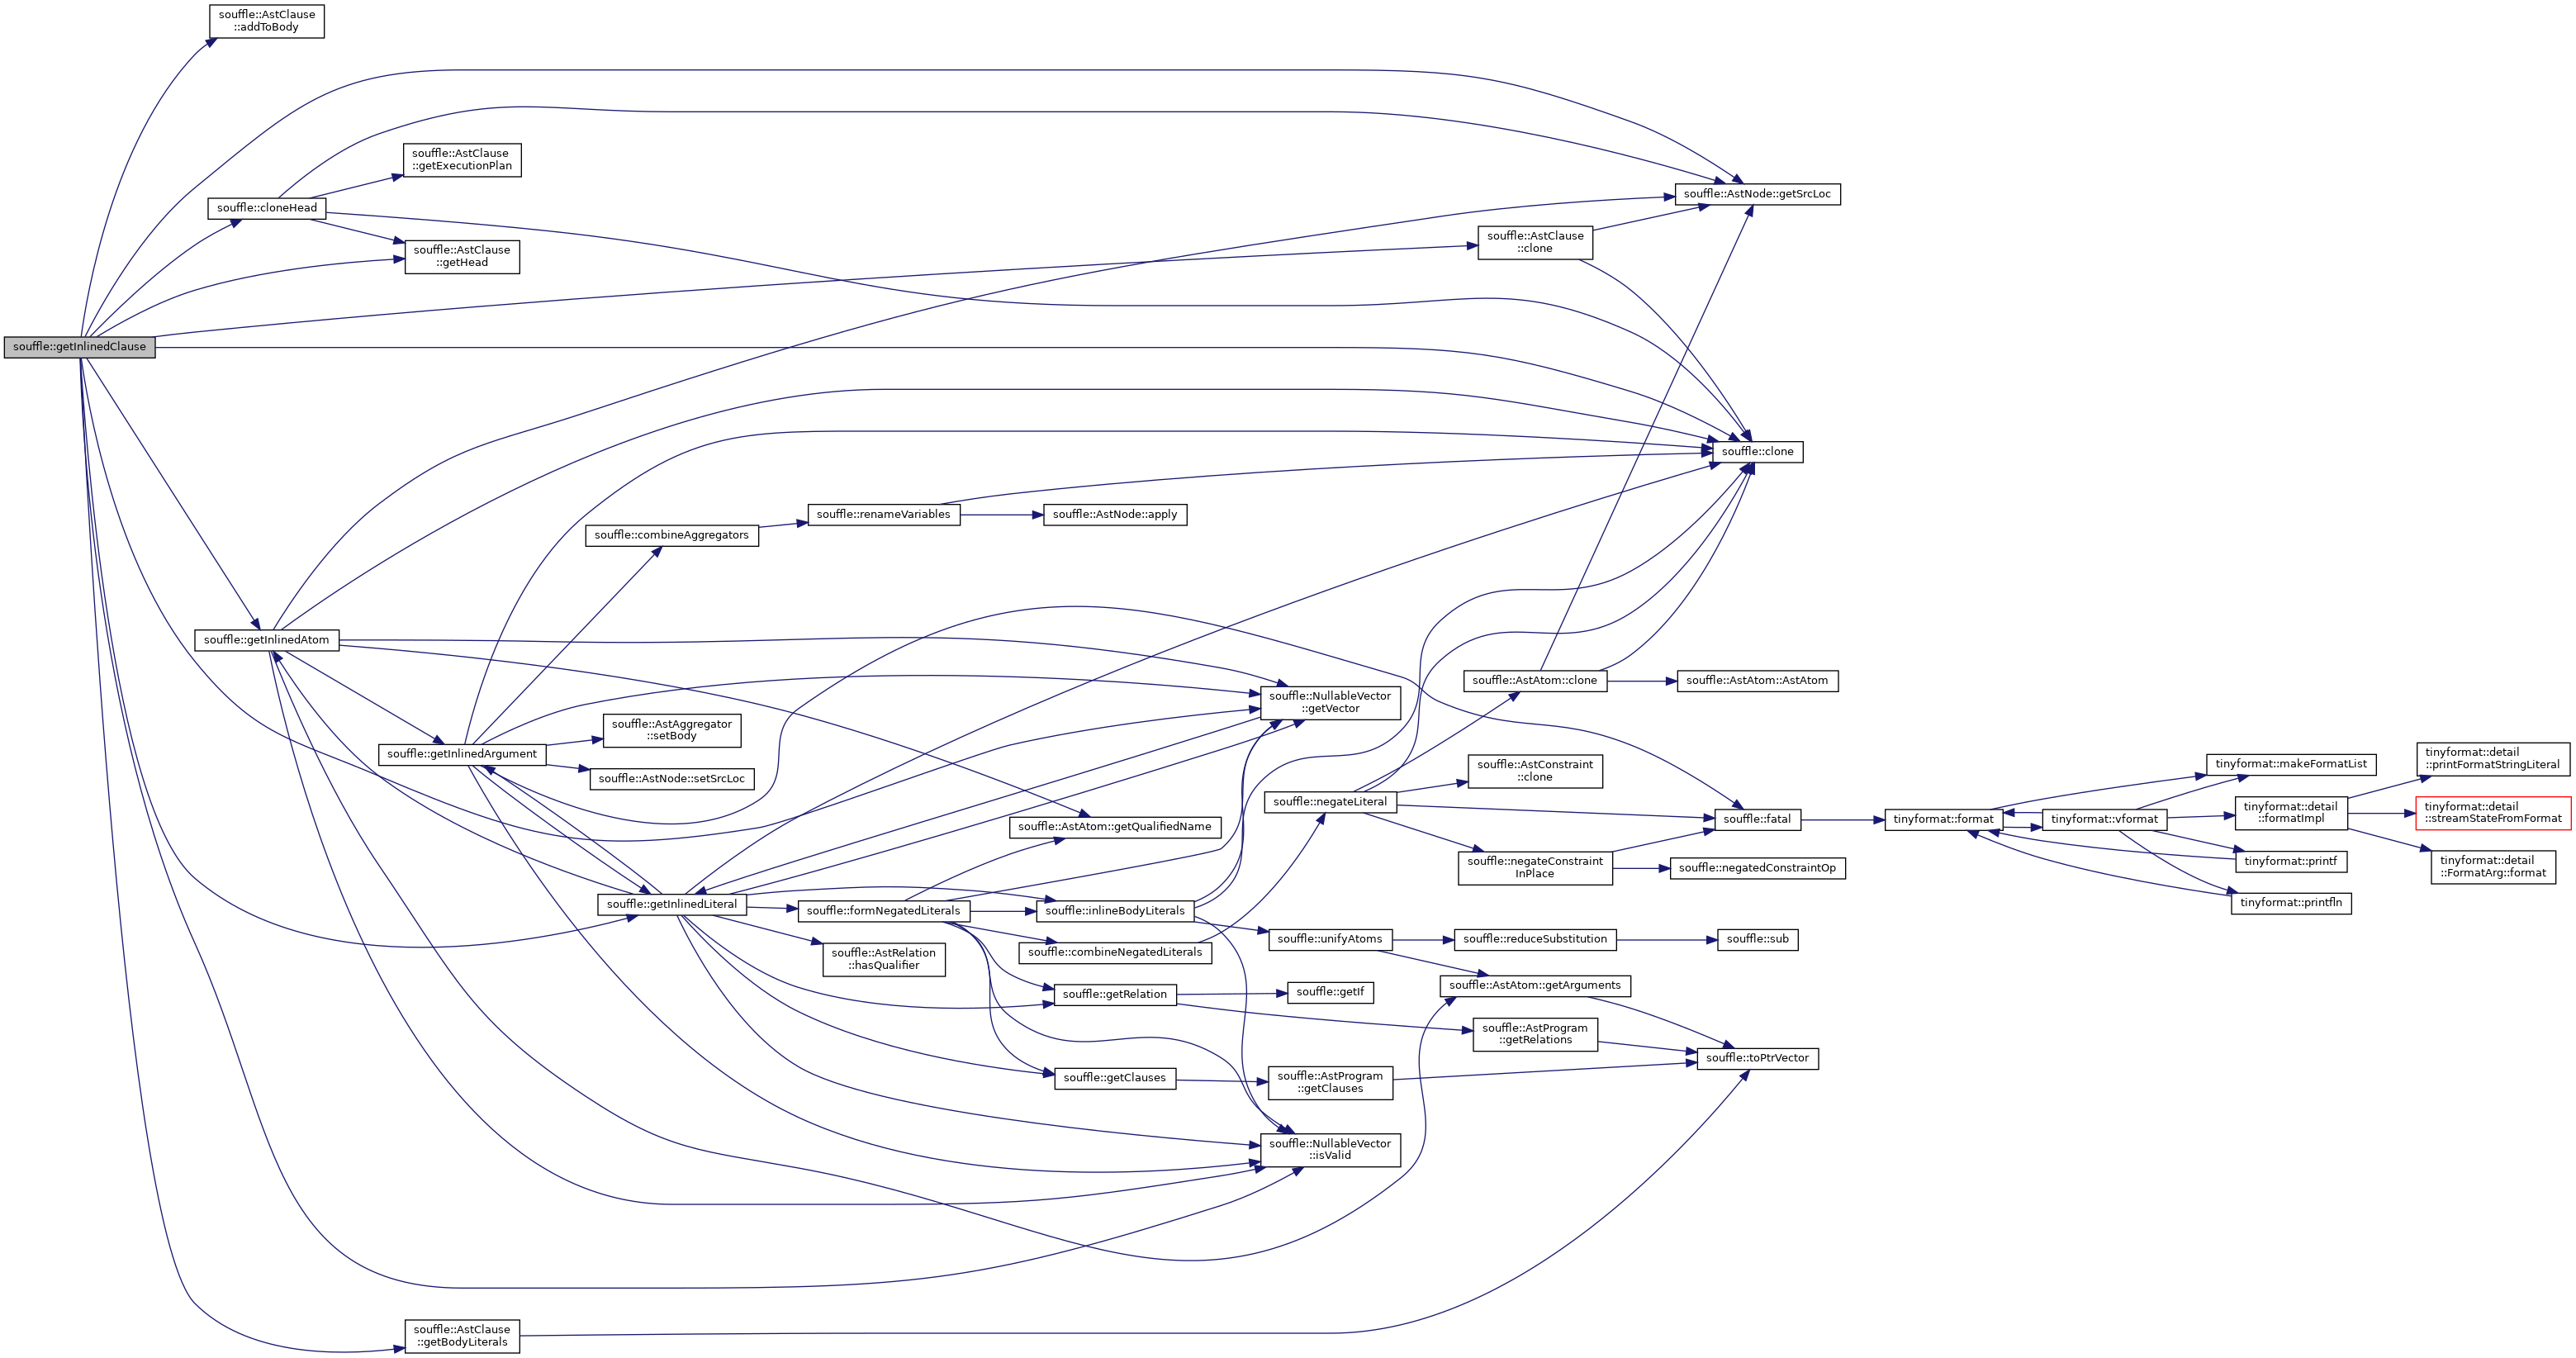 souffle::AstClause
::addToBody
souffle::AstClause
::getExecutionPlan
souffle::AstNode::getSrcLoc
souffle::cloneHead
souffle::AstClause
::getHead
souffle::AstClause
::clone
souffle::getInlinedClause
souffle::clone
souffle::renameVariables
souffle::AstNode::apply
souffle::combineAggregators
souffle::getInlinedAtom
souffle::AstAtom::clone
souffle::AstAtom::AstAtom
souffle::NullableVector
::getVector
souffle::AstAggregator
::setBody
souffle::getInlinedArgument
souffle::AstNode::setSrcLoc
souffle::AstConstraint
::clone
tinyformat::makeFormatList
tinyformat::detail
::printFormatStringLiteral
souffle::negateLiteral
souffle::AstAtom::getQualifiedName
souffle::fatal
tinyformat::format
tinyformat::vformat
tinyformat::detail
::formatImpl
tinyformat::detail
::streamStateFromFormat
souffle::negateConstraint
InPlace
souffle::negatedConstraintOp
tinyformat::printf
tinyformat::detail
::FormatArg::format
souffle::getInlinedLiteral
souffle::formNegatedLiterals
souffle::inlineBodyLiterals
tinyformat::printfln
souffle::AstRelation
::hasQualifier
souffle::combineNegatedLiterals
souffle::unifyAtoms
souffle::reduceSubstitution
souffle::sub
souffle::getRelation
souffle::getIf
souffle::AstAtom::getArguments
souffle::AstProgram
::getRelations
souffle::toPtrVector
souffle::getClauses
souffle::AstProgram
::getClauses
souffle::NullableVector
::isValid
souffle::AstClause
::getBodyLiterals